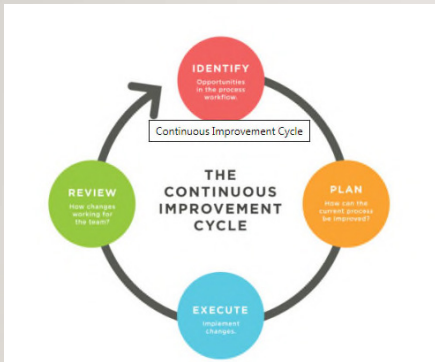 IDENTIFY
Opportunities
in the process
workflow.
Continuous Improvement Cycle
THE
CONTINUOUS
IMPROVEMENT
CYCLE
PLAN
How can the
current process
be improved?
EXECUTE
Implement
changes.
REVIEW
How changes
working for
the team?